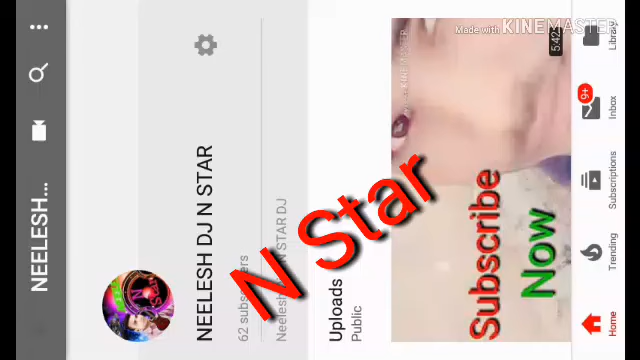 Made with KINEMASTER
NEELESH...
NEELESH DJ N STAR
62 subscribers
Neelesh DJ N STAR DJ
Uploads
Public
N Star
5:42
Subscribe
Now
Home
Trending
Subscriptions
9+
Inbox
Library